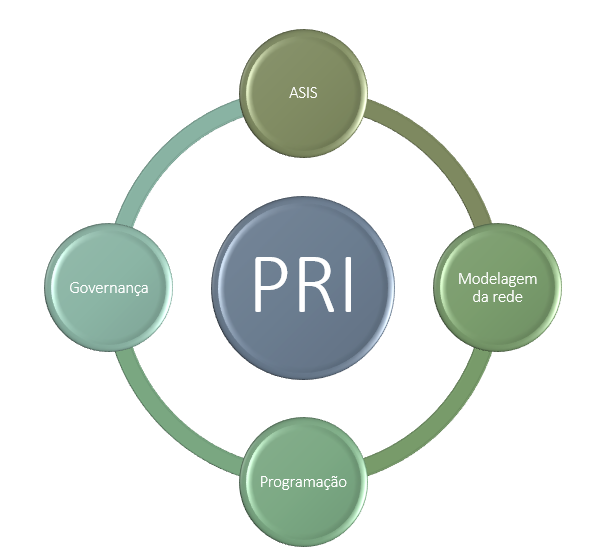 ASIS
Governança
PRI
Modelagem
da rede
Programação